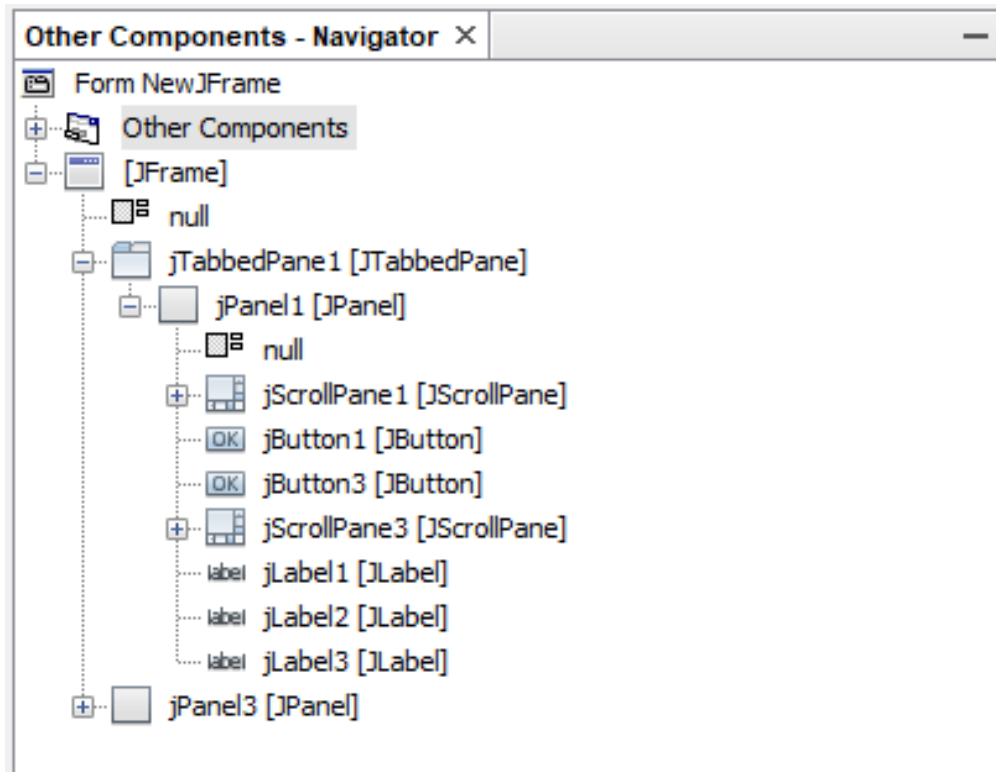 Other Components - Navigator ×
Form NewJFrame
Other Components
[JFrame]
null
jTabbedPane1 [JTabbedPane]
jPanel1 [JPanel]
null
jScrollPane1 [JScrollPane]
OK jButton1 [JButton]
OK jButton3 [JButton]
jScrollPane3 [JScrollPane]
label jLabel1 [JLabel]
label jLabel2 [JLabel]
label jLabel3 [JLabel]
jPanel3 [JPanel]